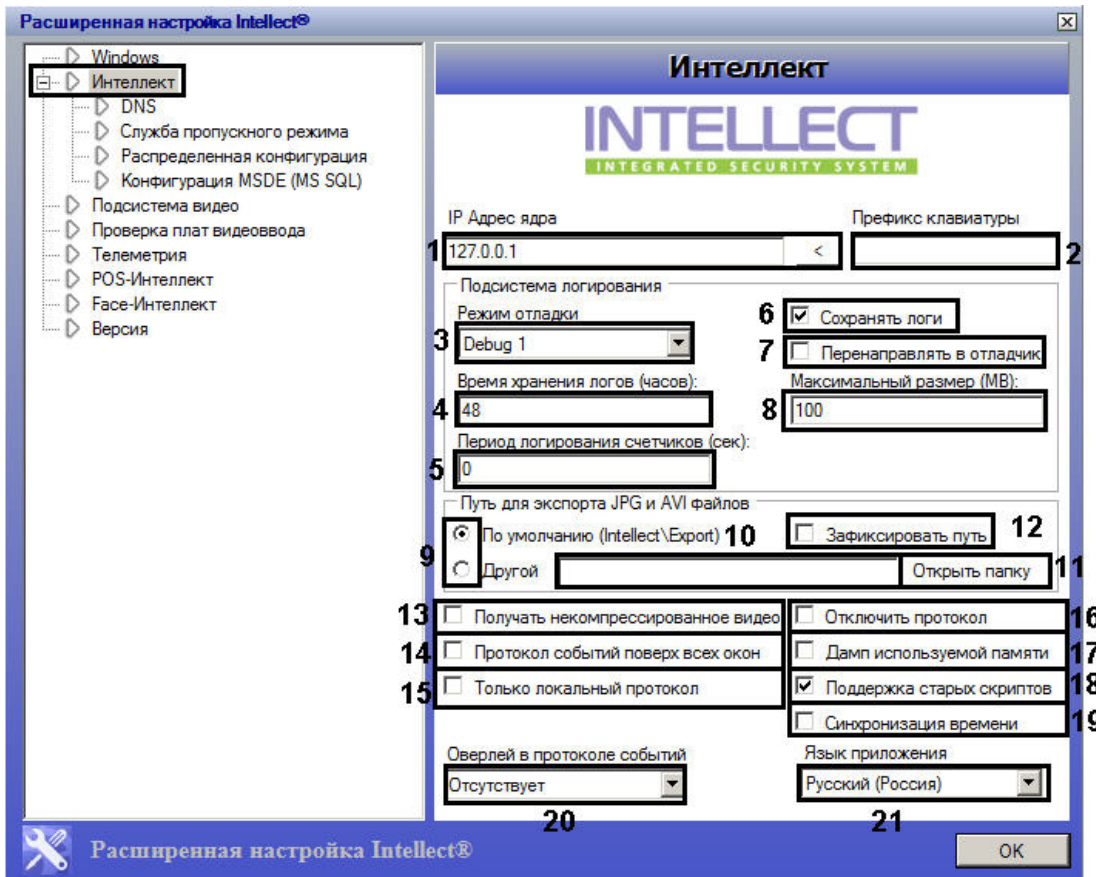 Расширенная настройка Intellect®
Windows
Интеллект
DNS
Служба пропускного режима
Распределенная конфигурация
Конфигурация MSDE (MS SQL)
Подсистема видео
Проверка плат видеоввода
Телеметрия
POS-Интеллект
Face-Интеллект
Версия
Интеллект
INTELLECT
INTEGRATED SECURITY SYSTEM
IP Адрес ядра
Префикс клавиатуры
1 127.0.0.1 < 2
Подсистема логирования
Режим отладки
3 Debug 1
6 Сохранять логи
7 Перенаправлять в отладчик
Время хранения логов (часов):
Максимальный размер (MB):
4 48
8 100
Период логирования счетчиков (сек):
5 0
Путь для экспорта JPG и AVI файлов
9 По умолчанию (Intellect\Export) 10
Зафиксировать путь 12
Другой Открыть папку 11
13 Получать некомпрессированное видео
Отключить протокол 16
14 Протокол событий поверх всех окон
Дамп используемой памяти 17
15 Только локальный протокол
Поддержка старых скриптов 18
Синхронизация времени 19
Оверлей в протоколе событий
Язык приложения
Отсутствует
Русский (Россия)
20 21
Расширенная настройка Intellect®
OK